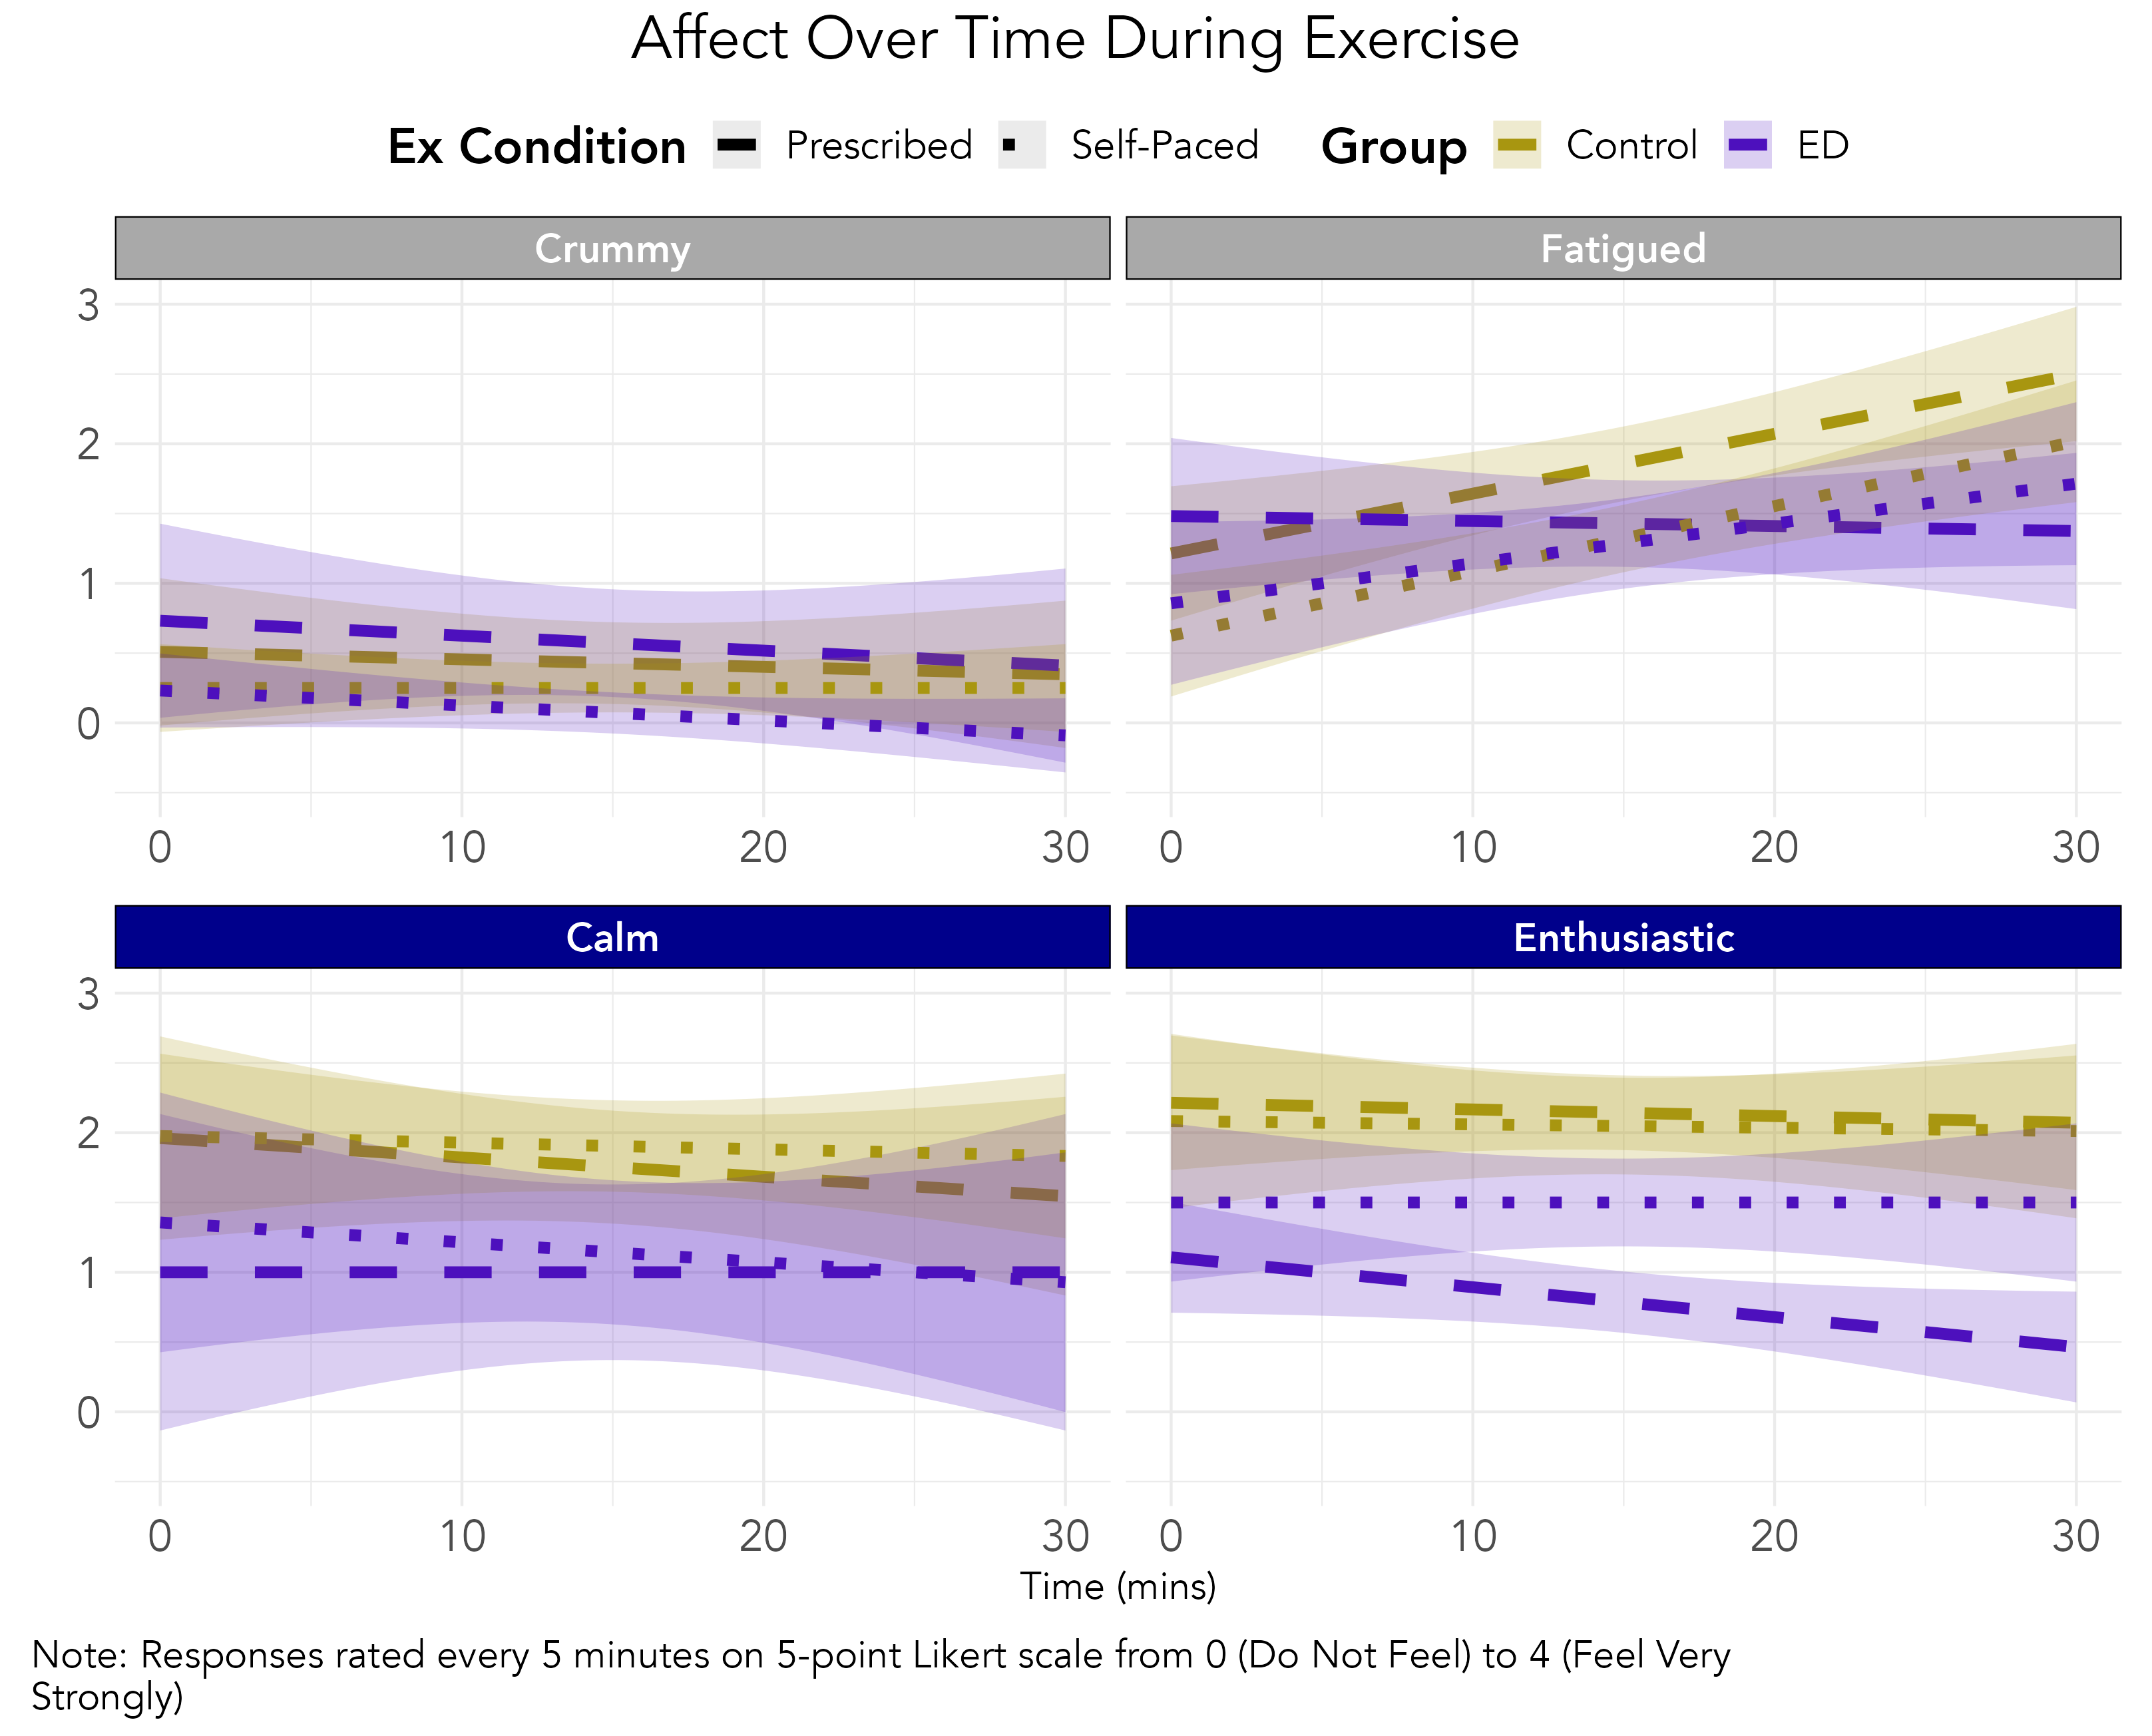 Affect Over Time During Exercise
Ex Condition Prescribed Self-Paced Group Control ED
Crummy Fatigued
3
2
1
0
0 10 20 30 0 10 20 30
Calm Enthusiastic
3
2
1
0
0 10 20 30 0 10 20 30
Time (mins)
Note: Responses rated every 5 minutes on 5-point Likert scale from 0 (Do Not Feel) to 4 (Feel Very
Strongly)